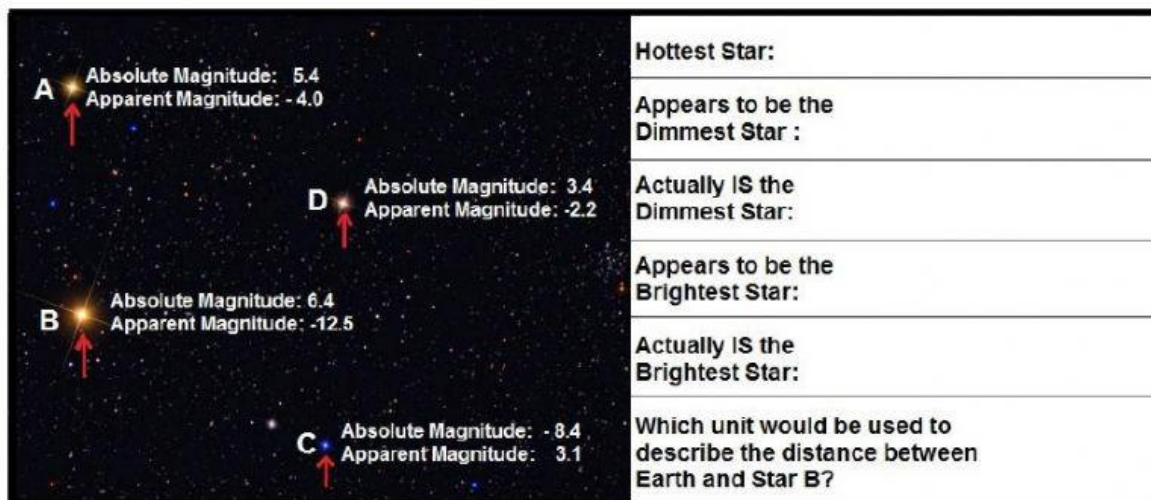 A
Absolute Magnitude: 5.4
Apparent Magnitude: - 4.0
D
Absolute Magnitude: 3.4
Apparent Magnitude: -2.2
B
Absolute Magnitude: 6.4
Apparent Magnitude: -12.5
C
Absolute Magnitude: - 8.4
Apparent Magnitude: 3.1
Hottest Star:
Appears to be the
Dimmest Star :
Actually IS the
Dimmest Star:
Appears to be the
Brightest Star:
Actually IS the
Brightest Star:
Which unit would be used to
describe the distance between
Earth and Star B?